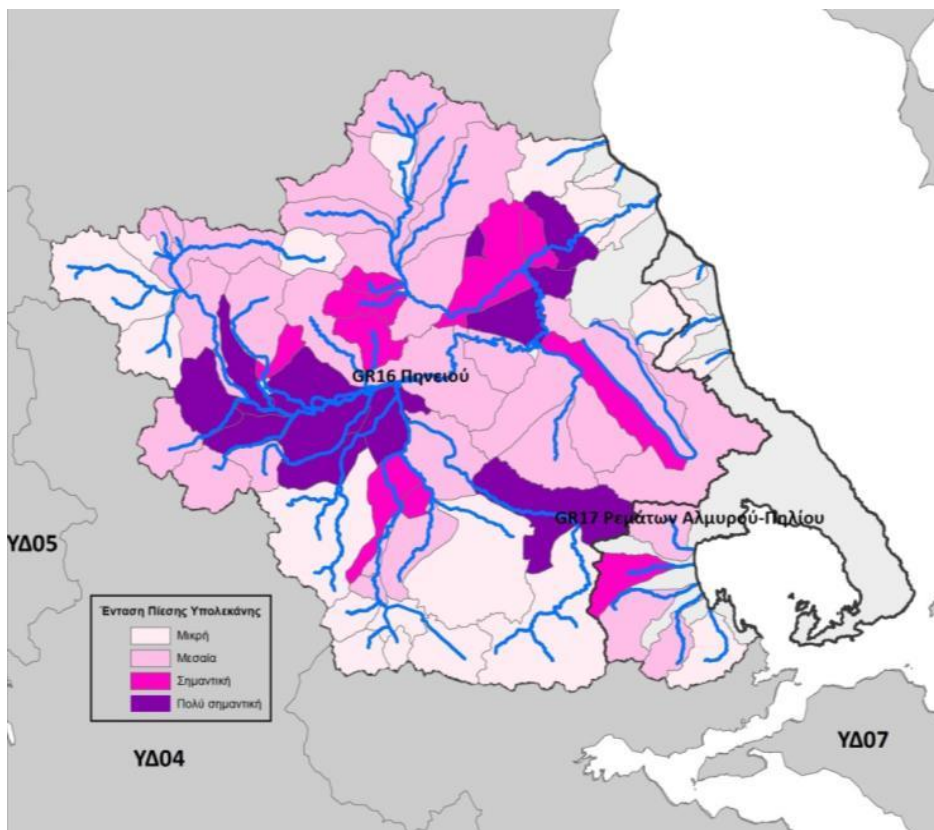 GR16 Πηνειού
GR17 Ρεμάτων Αλμυρού-Πηλίου
ΥΔ05
Ένταση Πίεσης Υπολεκάνης
Μικρή
Μεσαία
Σημαντική
Πολύ σημαντική
ΥΔ04
ΥΔ07